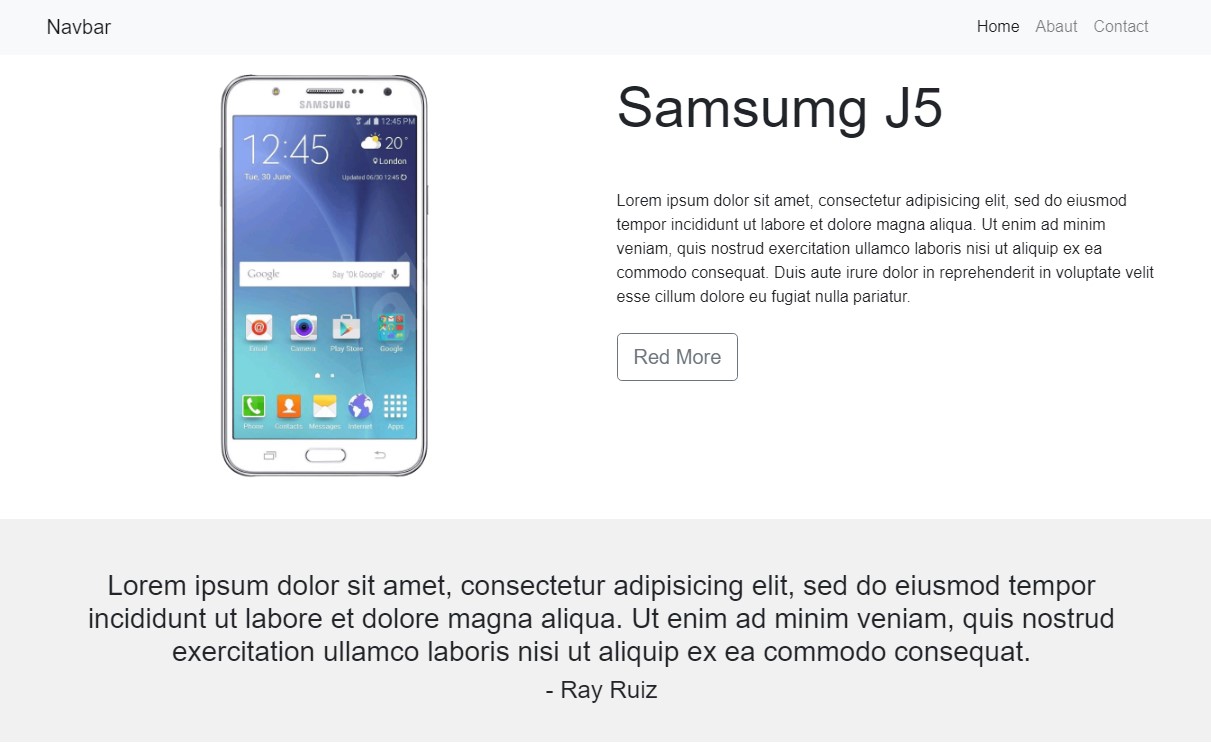 Navbar
Home Abaut Contact
SAMSUNG
12:45 PM
12:45
20°
London
Tue, 30 June
Updated 06/30 12:45
Google
Say "Ok Google"
Email Camera Play Store Google
Phone Contacts Messages Internet Apps
Samsumg J5
Lorem ipsum dolor sit amet, consectetur adipisicing elit, sed do eiusmod
tempor incididunt ut labore et dolore magna aliqua. Ut enim ad minim
veniam, quis nostrud exercitation ullamco laboris nisi ut aliquip ex ea
commodo consequat. Duis aute irure dolor in reprehenderit in voluptate velit
esse cillum dolore eu fugiat nulla pariatur.
Red More
Lorem ipsum dolor sit amet, consectetur adipisicing elit, sed do eiusmod tempor
incididunt ut labore et dolore magna aliqua. Ut enim ad minim veniam, quis nostrud
exercitation ullamco laboris nisi ut aliquip ex ea commodo consequat.
- Ray Ruiz